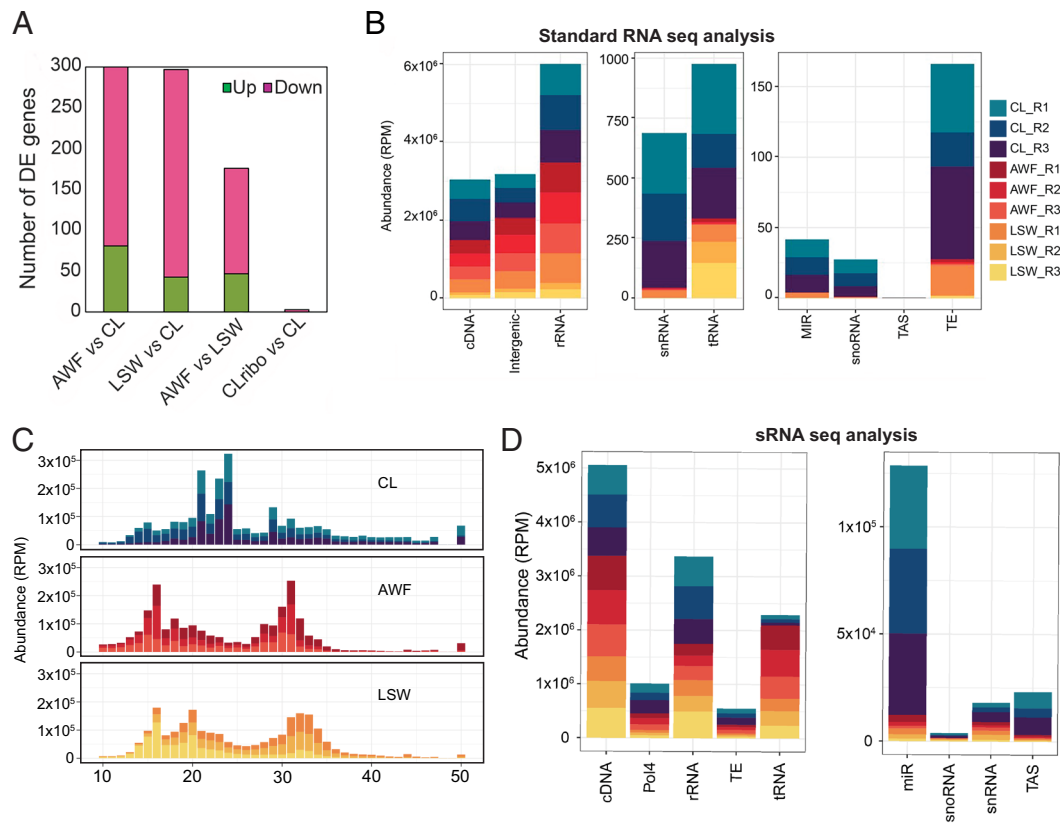 A
Number of DE genes
300
250
200
150
100
50
0
Up Down
AWF vs CL
LSW vs CL
AWF vs LSW
CLribo vs CL
B
Standard RNA seq analysis
Abundance (RPM)
6x10⁶
4x10⁶
2x10⁶
0
cDNA
Intergenic
rRNA
1000
750
500
250
0
snRNA
tRNA
150
100
50
0
MIR
snoRNA
TAS
TE
CL_R1
CL_R2
CL_R3
AWF_R1
AWF_R2
AWF_R3
LSW_R1
LSW_R2
LSW_R3
C
Abundance (RPM)
3x10⁵
2x10⁵
1x10⁵
0
CL
3x10⁵
2x10⁵
1x10⁵
0
AWF
3x10⁵
2x10⁵
1x10⁵
0
LSW
10 20 30 40 50
D
sRNA seq analysis
Abundance (RPM)
5x10⁶
4x10⁶
3x10⁶
2x10⁶
1x10⁶
0
cDNA
Pol4
rRNA
TE
tRNA
1x10⁵
5x10⁴
0
miR
snoRNA
snRNA
TAS